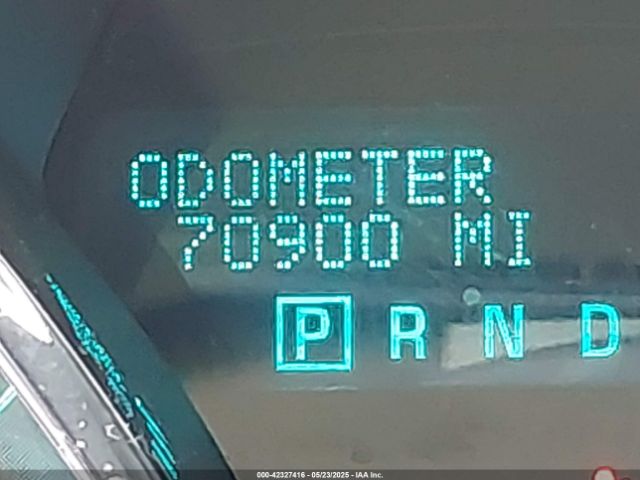 ODOMETER
70900 MI
P R N D
000-42327416 - 05/23/2025 - IAA Inc.